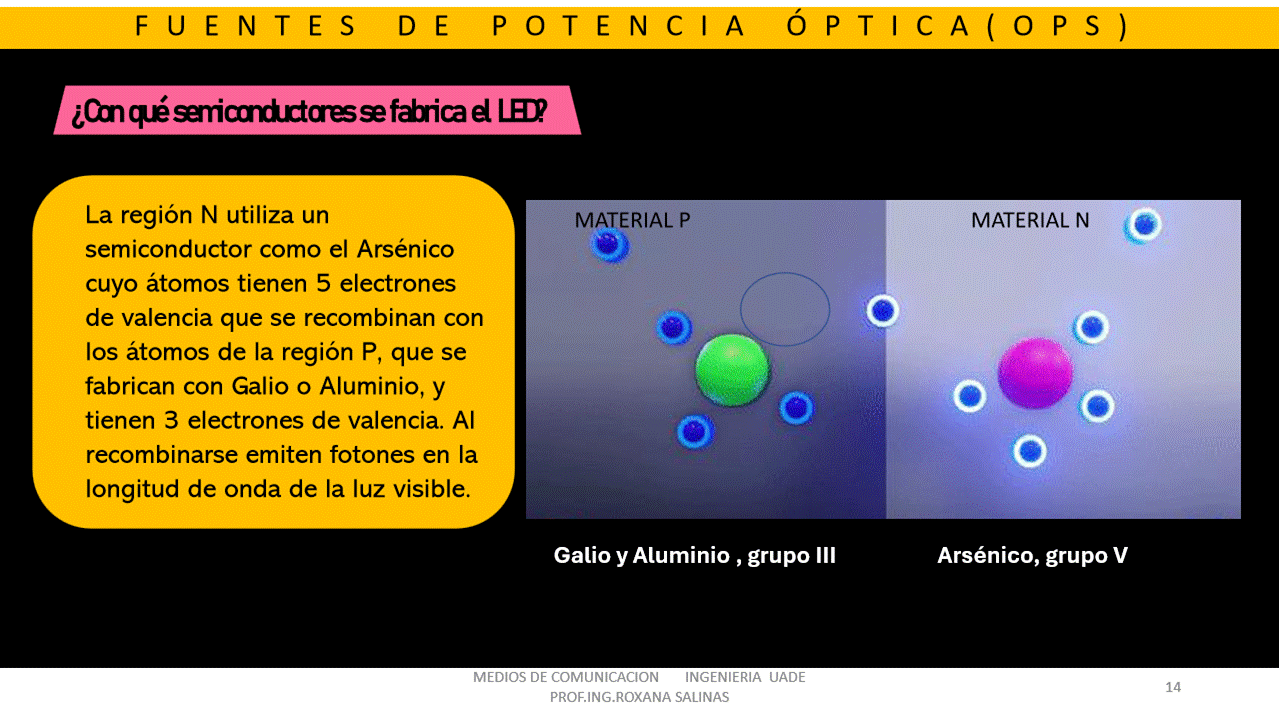 FUENTES DE POTENCIA ÓPTICA(OPS)
¿Con qué semiconductores se fabrica el LED?
La región N utiliza un
semiconductor como el Arsénico
cuyo átomos tienen 5 electrones
de valencia que se recombinan con
los átomos de la región P, que se
fabrican con Galio o Aluminio, y
tienen 3 electrones de valencia. Al
recombinarse emiten fotones en la
longitud de onda de la luz visible.
MATERIAL P
MATERIAL N
Galio y Aluminio , grupo III
Arsénico, grupo V
MEDIOS DE COMUNICACION INGENIERIA UADE
PROF.ING.ROXANA SALINAS
14